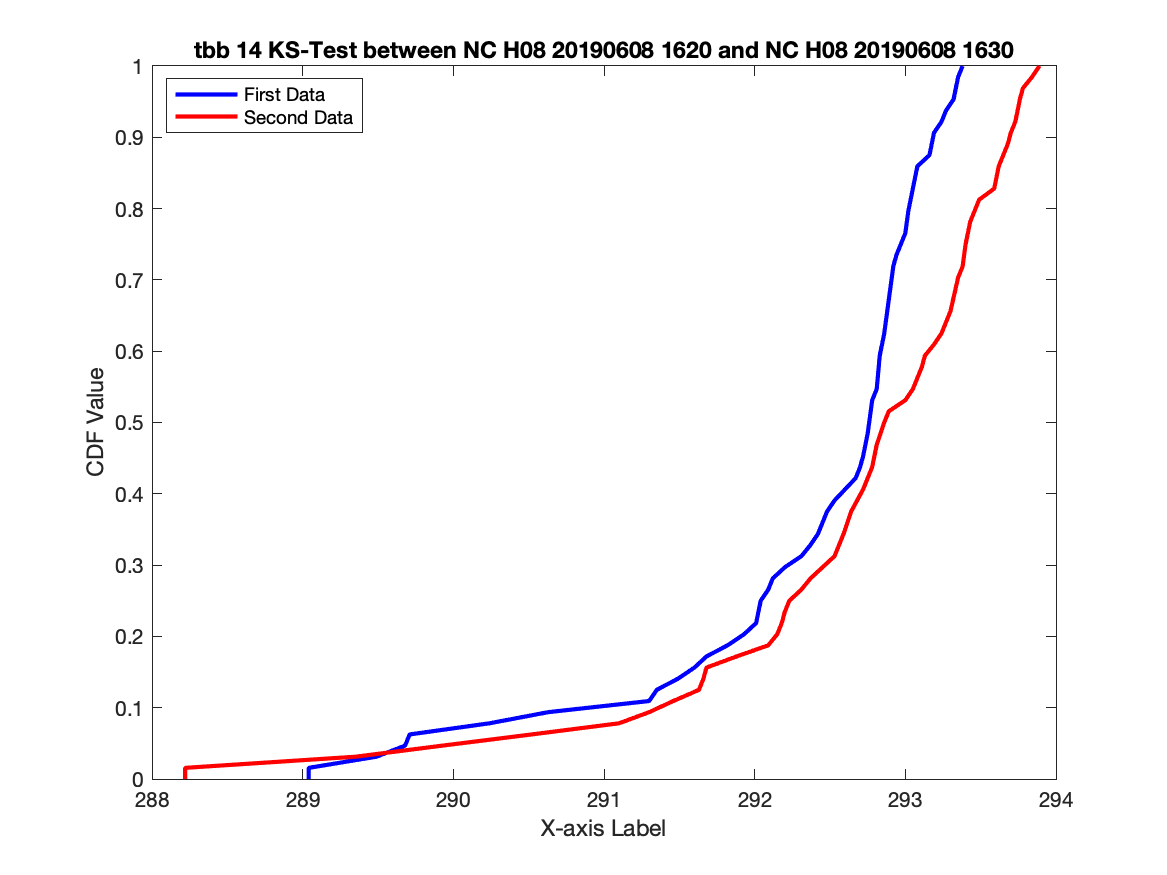 tbb 14 KS-Test between NC H08 20190608 1620 and NC H08 20190608 1630
First Data
Second Data
1
0.9
0.8
0.7
0.6
0.5
0.4
0.3
0.2
0.1
0
CDF Value
288 289 290 291 292 293 294
X-axis Label